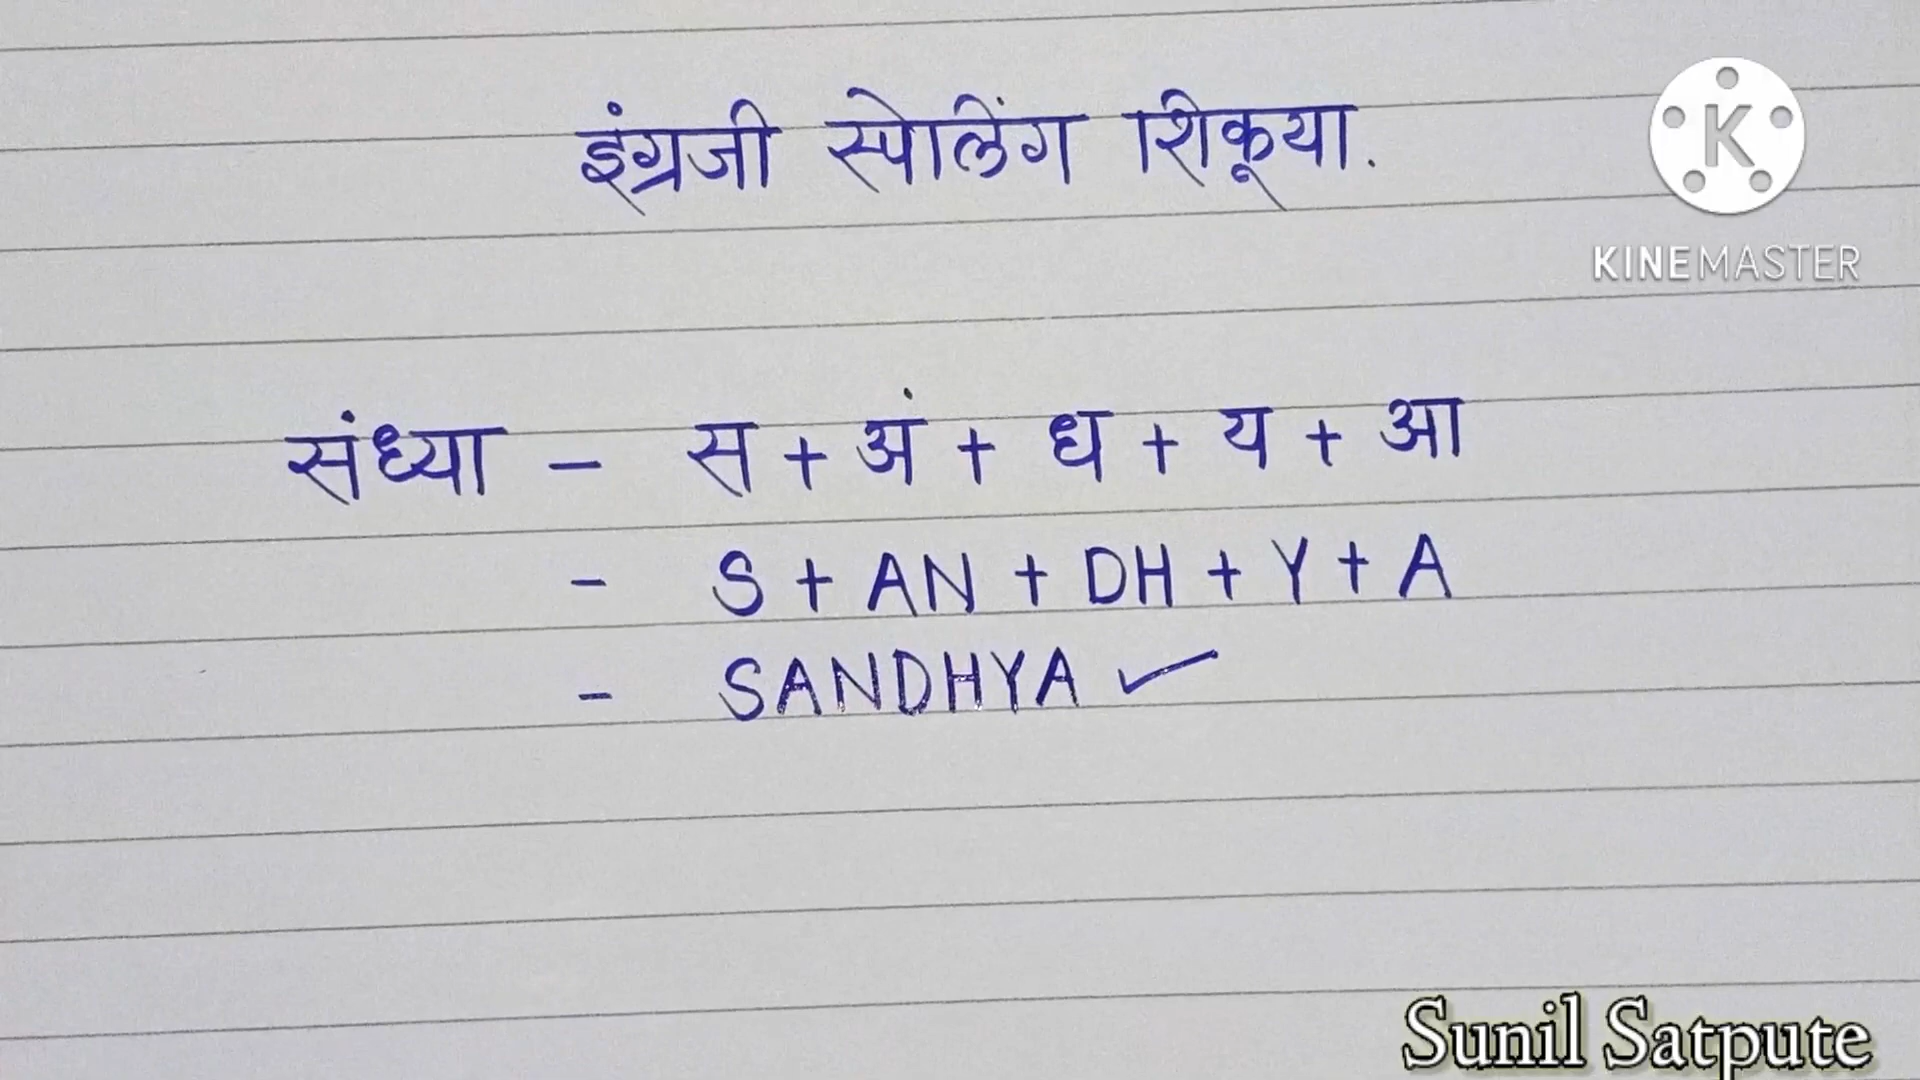 इंग्रजी स्पेलिंग शिकूया.
K
KINEMASTER
संध्या - स + अं + ध + य + आ
- S + AN + DH + Y + A
- SANDHYA ✓
Sunil Satpute